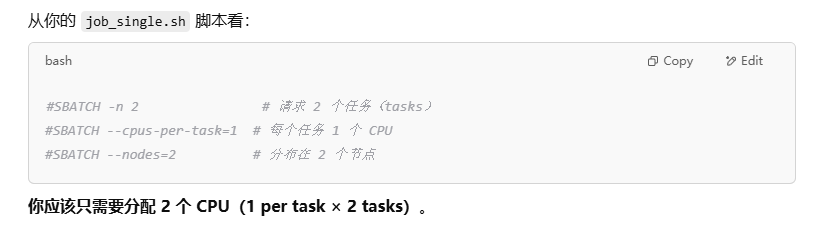 从你的 job_single.sh 脚本看：
bash
Copy
Edit
#SBATCH -n 2 # 请求 2 个任务（tasks）
#SBATCH --cpus-per-task=1 # 每个任务 1 个 CPU
#SBATCH --nodes=2 # 分布在 2 个节点
你应该只需要分配 2 个 CPU（1 per task × 2 tasks）。